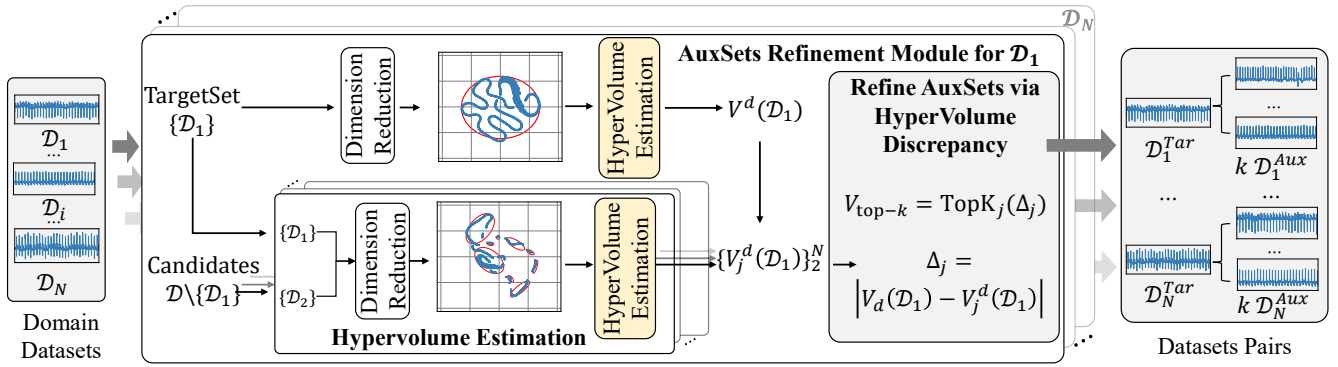 𝒟_N
AuxSets Refinement Module for 𝒟_1
TargetSet
{𝒟_1}
Dimension
Reduction
HyperVolume
Estimation
V^d(𝒟_1)
Refine AuxSets via
HyperVolume
Discrepancy
V_{top−k} = TopK_j(Δ_j)
Δ_j =
|V_d(𝒟_1) − V_j^d(𝒟_1)|
𝒟_1
...
𝒟_i
...
𝒟_N
Domain
Datasets
Candidates
𝒟\{𝒟_1}
{𝒟_1}
{𝒟_2}
Dimension
Reduction
HyperVolume
Estimation
{V_j^d(𝒟_1)}_2^N
Hypervolume Estimation
𝒟_1^{Tar}
...
k 𝒟_1^{Aux}
...
...
𝒟_N^{Tar}
...
k 𝒟_N^{Aux}
Datasets Pairs